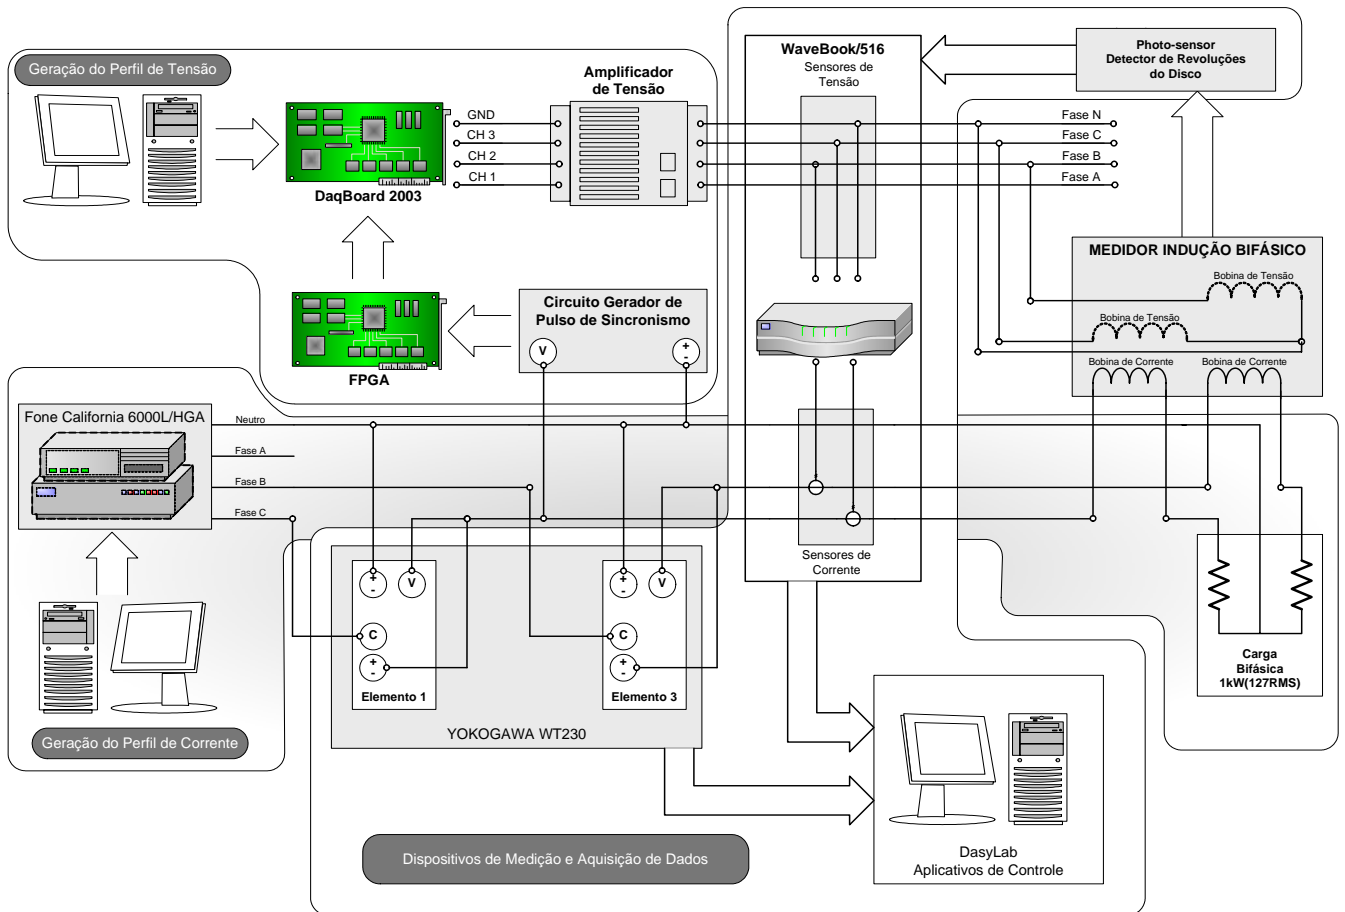 Geração do Perfil de Tensão
DaqBoard 2003
GND
CH 3
CH 2
CH 1
Amplificador
de Tensão
WaveBook/516
Sensores de
Tensão
Photo-sensor
Detector de Revoluções
do Disco
Fase N
Fase C
Fase B
Fase A
MEDIDOR INDUÇÃO BIFÁSICO
Bobina de Tensão
Bobina de Tensão
Bobina de Corrente
Bobina de Corrente
FPGA
Circuito Gerador de
Pulso de Sincronismo
V
+
-
Fone California 6000L/HGA
Neutro
Fase A
Fase B
Fase C
Sensores de
Corrente
+
-
V
C
+
-
Elemento 1
+
-
V
C
+
-
Elemento 3
YOKOGAWA WT230
Carga
Bifásica
1kW(127RMS)
Geração do Perfil de Corrente
Dispositivos de Medição e Aquisição de Dados
DasyLab
Aplicativos de Controle